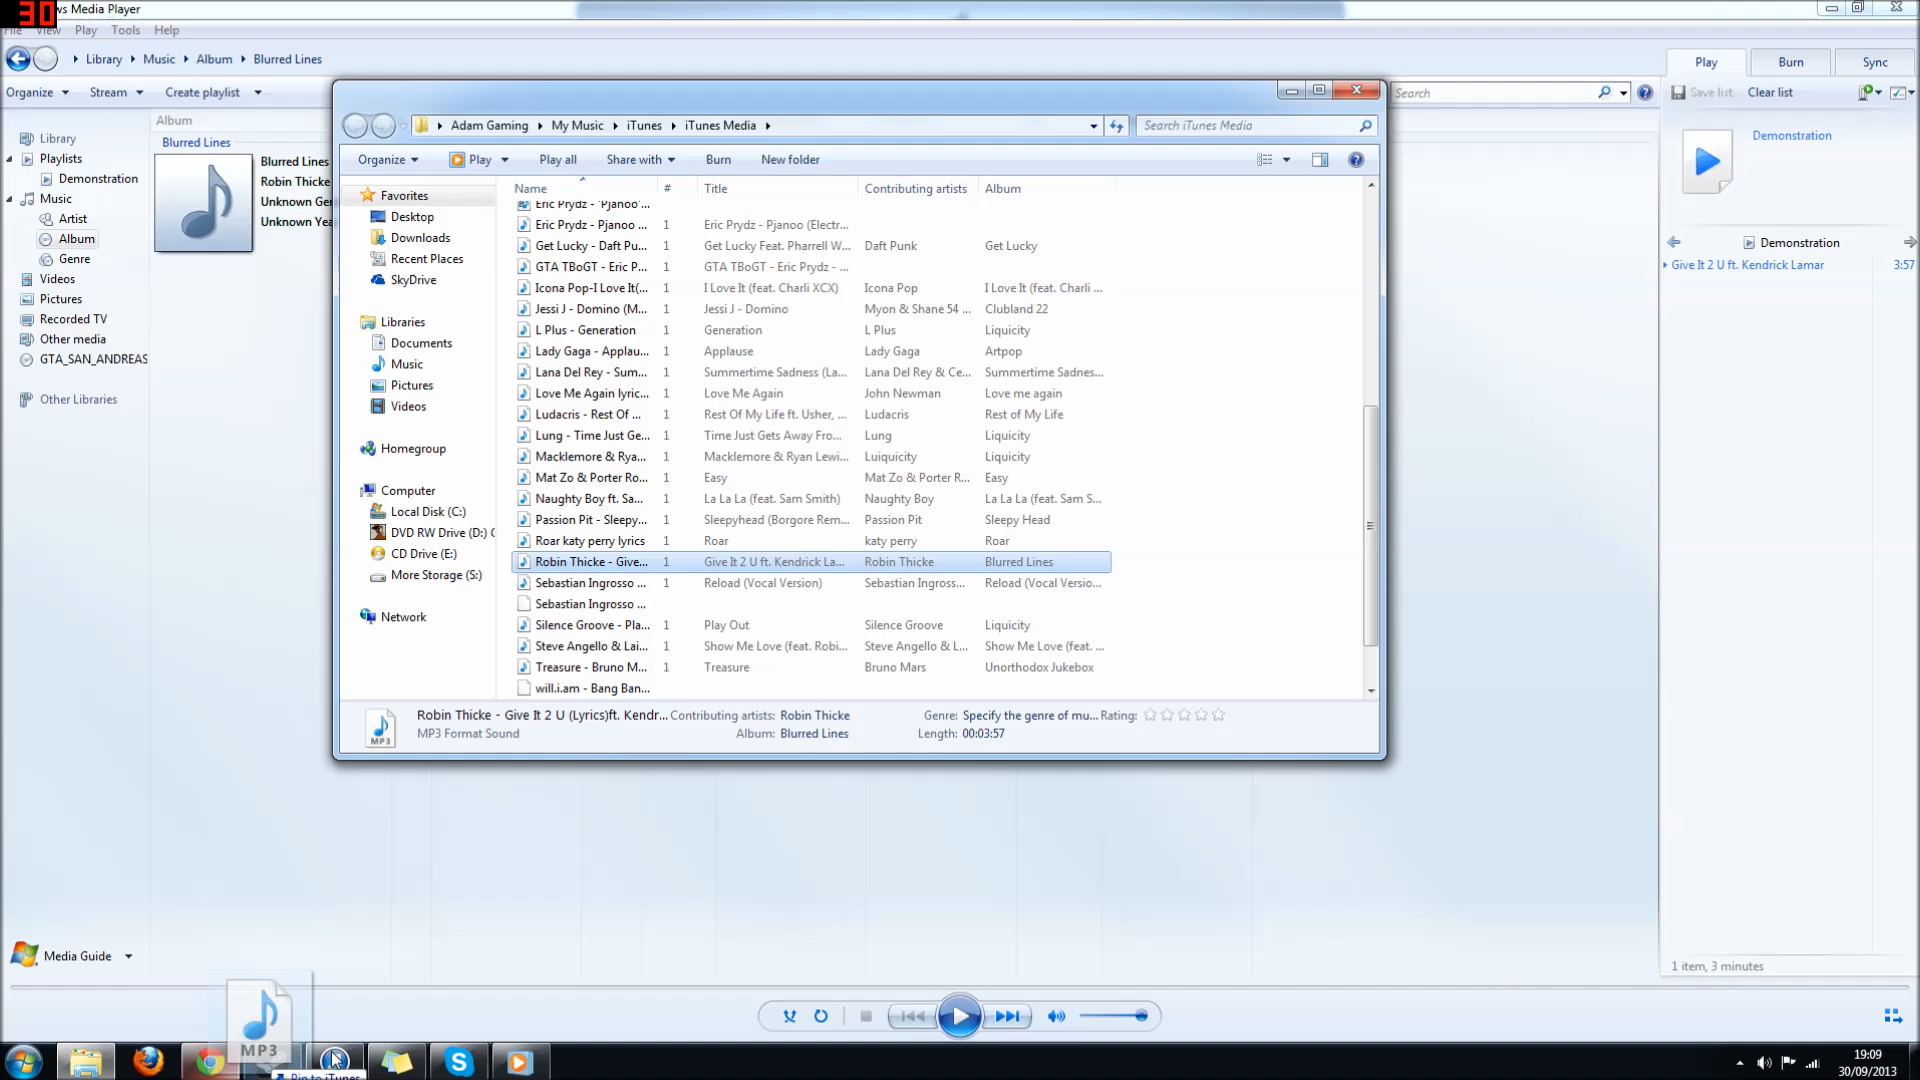 30
ws Media Player
File View Play Tools Help
Library Music Album Blurred Lines
Play Burn Sync
Organize Stream Create playlist
Search
Save list Clear list
Album
Library
Playlists
Demonstration
Music
Artist
Album
Genre
Videos
Pictures
Recorded TV
Other media
GTA_SAN_ANDREAS
Other Libraries
Blurred Lines
Blurred Lines
Robin Thicke
Unknown Ger
Unknown Yea
Adam Gaming My Music iTunes iTunes Media
Search iTunes Media
Organize Play Play all Share with Burn New folder
Favorites
Desktop
Downloads
Recent Places
SkyDrive
Libraries
Documents
Music
Pictures
Videos
Homegroup
Computer
Local Disk (C:)
DVD RW Drive (D:) G
CD Drive (E:)
More Storage (S:)
Network
Name # Title Contributing artists Album
Eric Prydz - 'Pjanoo'...
Eric Prydz - Pjanoo ... 1 Eric Prydz - Pjanoo (Electr...
Get Lucky - Daft Pu... 1 Get Lucky Feat. Pharrell W... Daft Punk Get Lucky
GTA TBoGT - Eric P... 1 GTA TBoGT - Eric Prydz - ...
Icona Pop-I Love It(... 1 I Love It (feat. Charli XCX) Icona Pop I Love It (feat. Charli ...
Jessi J - Domino (M... 1 Jessi J - Domino Myon & Shane 54 ... Clubland 22
L Plus - Generation 1 Generation L Plus Liquicity
Lady Gaga - Applau... 1 Applause Lady Gaga Artpop
Lana Del Rey - Sum... 1 Summertime Sadness (La... Lana Del Rey & Ce... Summertime Sadnes...
Love Me Again lyric... 1 Love Me Again John Newman Love me again
Ludacris - Rest Of ... 1 Rest Of My Life ft. Usher, ... Ludacris Rest of My Life
Lung - Time Just Ge... 1 Time Just Gets Away Fro... Lung Liquicity
Macklemore & Rya... 1 Macklemore & Ryan Lewi... Luiquicity Liquicity
Mat Zo & Porter Ro... 1 Easy Mat Zo & Porter R... Easy
Naughty Boy ft. Sa... 1 La La La (feat. Sam Smith) Naughty Boy La La La (feat. Sam S...
Passion Pit - Sleepy... 1 Sleepyhead (Borgore Rem... Passion Pit Sleepy Head
Roar katy perry lyrics 1 Roar katy perry Roar
Robin Thicke - Give... 1 Give It 2 U ft. Kendrick La... Robin Thicke Blurred Lines
Sebastian Ingrosso ... 1 Reload (Vocal Version) Sebastian Ingross... Reload (Vocal Versio...
Sebastian Ingrosso ...
Silence Groove - Pla... 1 Play Out Silence Groove Liquicity
Steve Angello & Lai... 1 Show Me Love (feat. Robi... Steve Angello & L... Show Me Love (feat. ...
Treasure - Bruno M... 1 Treasure Bruno Mars Unorthodox Jukebox
will.i.am - Bang Ban...
Robin Thicke - Give It 2 U (Lyrics)ft. Kendr... Contributing artists: Robin Thicke Genre: Specify the genre of mu... Rating:
MP3 Format Sound Album: Blurred Lines Length: 00:03:57
MP3
Demonstration
Demonstration
Give It 2 U ft. Kendrick Lamar 3:57
1 item, 3 minutes
Media Guide
MP3
Pin to iTunes
19:09
30/09/2013